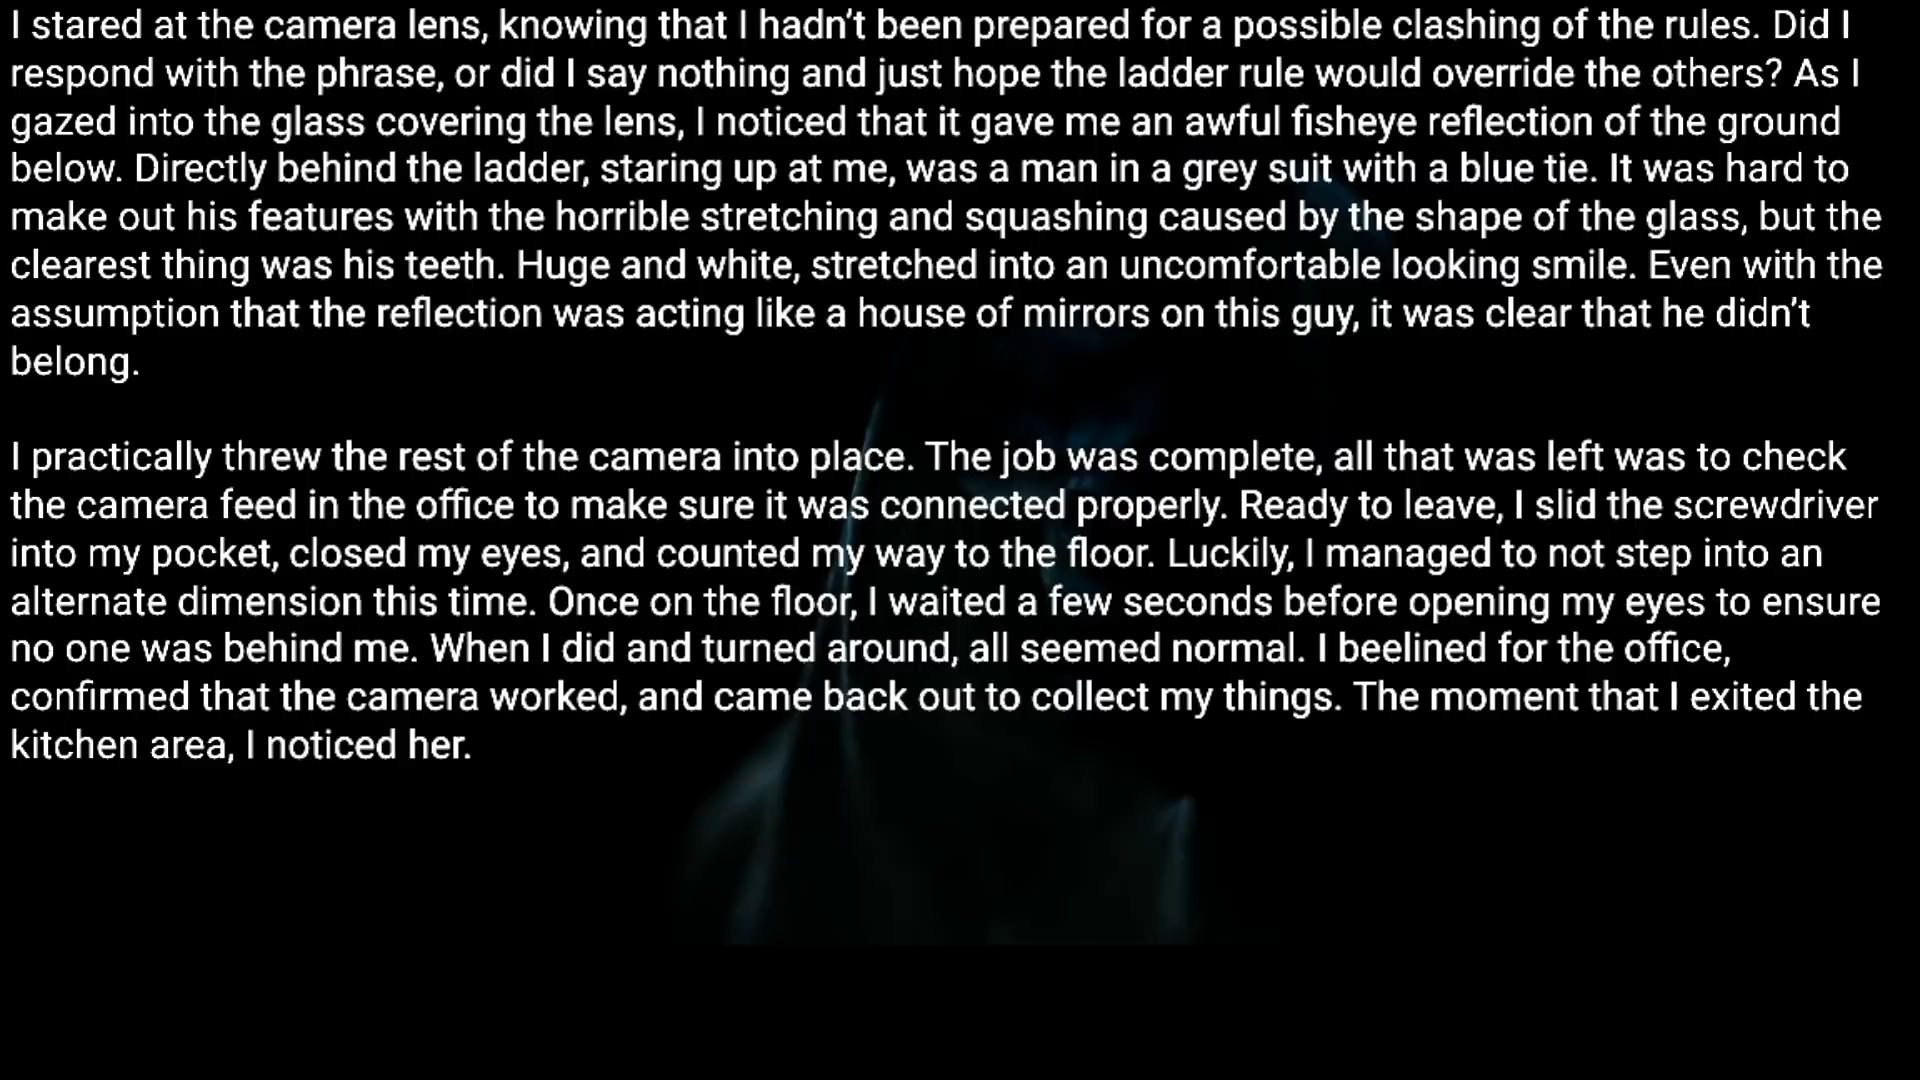 I stared at the camera lens, knowing that I hadn’t been prepared for a possible clashing of the rules. Did I
respond with the phrase, or did I say nothing and just hope the ladder rule would override the others? As I
gazed into the glass covering the lens, I noticed that it gave me an awful fisheye reflection of the ground
below. Directly behind the ladder, staring up at me, was a man in a grey suit with a blue tie. It was hard to
make out his features with the horrible stretching and squashing caused by the shape of the glass, but the
clearest thing was his teeth. Huge and white, stretched into an uncomfortable looking smile. Even with the
assumption that the reflection was acting like a house of mirrors on this guy, it was clear that he didn’t
belong.
I practically threw the rest of the camera into place. The job was complete, all that was left was to check
the camera feed in the office to make sure it was connected properly. Ready to leave, I slid the screwdriver
into my pocket, closed my eyes, and counted my way to the floor. Luckily, I managed to not step into an
alternate dimension this time. Once on the floor, I waited a few seconds before opening my eyes to ensure
no one was behind me. When I did and turned around, all seemed normal. I beelined for the office,
confirmed that the camera worked, and came back out to collect my things. The moment that I exited the
kitchen area, I noticed her.